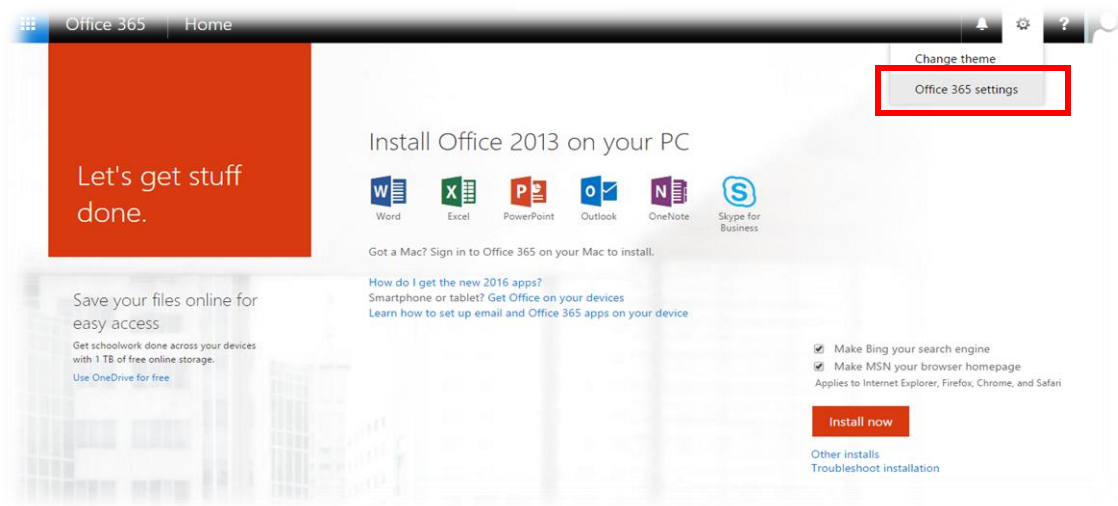 Office 365 Home
?
Change theme
Office 365 settings
Let's get stuff
done.
Install Office 2013 on your PC
W X P O N S
Word Excel PowerPoint Outlook OneNote Skype for
Business
Got a Mac? Sign in to Office 365 on your Mac to install.
How do I get the new 2016 apps?
Smartphone or tablet? Get Office on your devices
Learn how to set up email and Office 365 apps on your device
Save your files online for
easy access
Get schoolwork done across your devices
with 1 TB of free online storage.
Use OneDrive for free
Make Bing your search engine
Make MSN your browser homepage
Applies to Internet Explorer, Firefox, Chrome, and Safari
Install now
Other installs
Troubleshoot installation